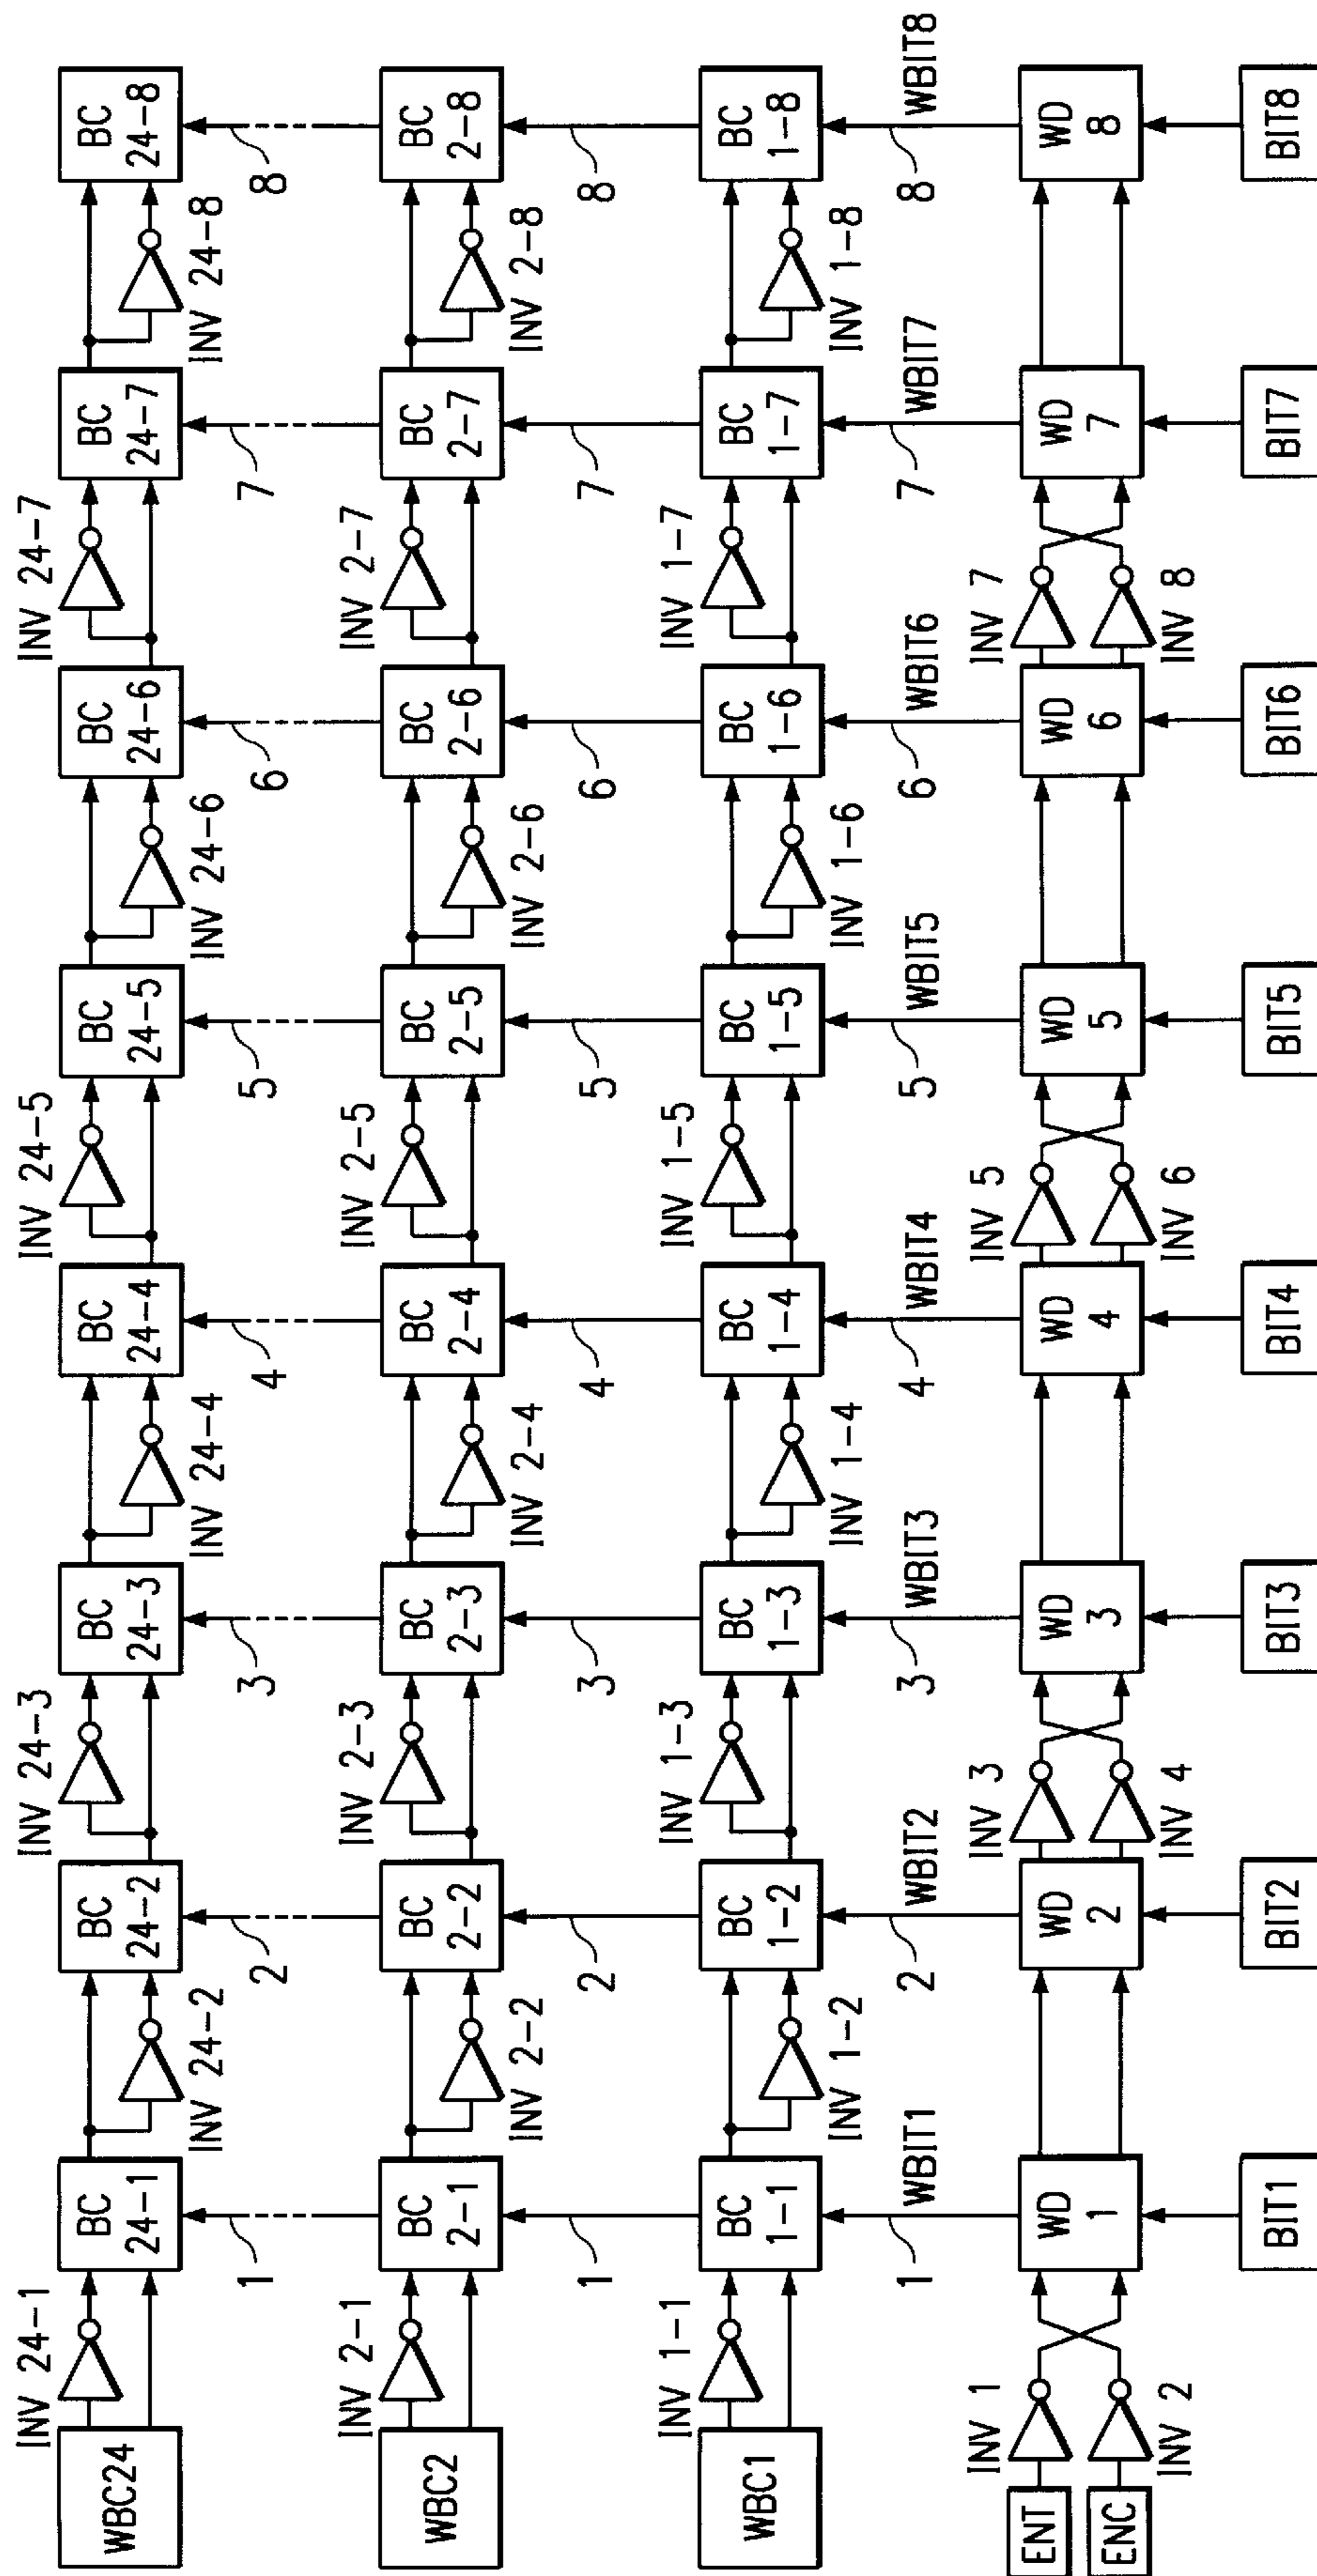 INV 24-1
INV 24-3
INV 24-5
INV 24-7
WBC24
BC 24-1
BC 24-2
BC 24-3
BC 24-4
BC 24-5
BC 24-6
BC 24-7
BC 24-8
INV 24-2
INV 24-4
INV 24-6
INV 24-8
1
2
3
4
5
6
7
8
INV 2-1
INV 2-3
INV 2-5
INV 2-7
WBC2
BC 2-1
BC 2-2
BC 2-3
BC 2-4
BC 2-5
BC 2-6
BC 2-7
BC 2-8
INV 2-2
INV 2-4
INV 2-6
INV 2-8
1
2
3
4
5
6
7
8
INV 1-1
INV 1-3
INV 1-5
INV 1-7
WBC1
BC 1-1
BC 1-2
BC 1-3
BC 1-4
BC 1-5
BC 1-6
BC 1-7
BC 1-8
INV 1-2
INV 1-4
INV 1-6
INV 1-8
1 WBIT1
2 WBIT2
3 WBIT3
4 WBIT4
5 WBIT5
6 WBIT6
7 WBIT7
8 WBIT8
INV 1
INV 3
INV 5
INV 7
ENT
ENC
WD 1
WD 2
WD 3
WD 4
WD 5
WD 6
WD 7
WD 8
INV 2
INV 4
INV 6
INV 8
BIT1
BIT2
BIT3
BIT4
BIT5
BIT6
BIT7
BIT8